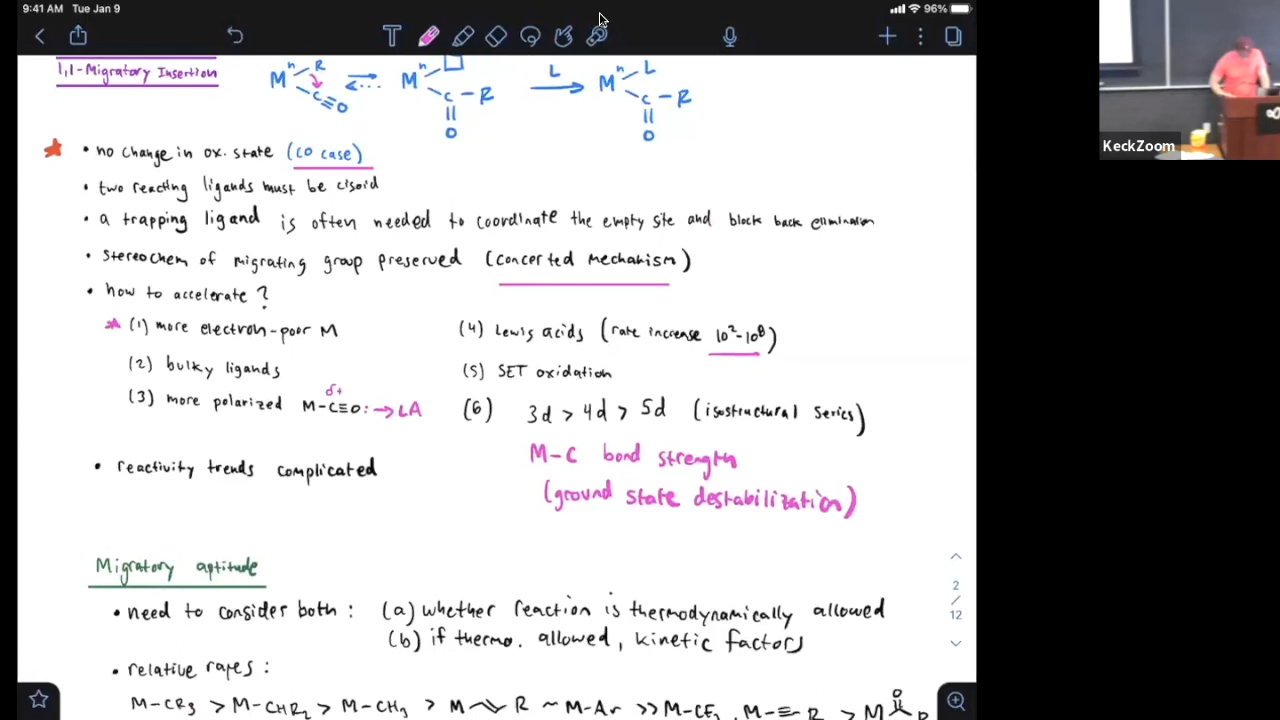 9:41 AM Tue Jan 9
96%
1,1-Migratory Insertion
M n R C≡O
M n C - R O
L
M n L C - R O
• no change in ox. state (CO case)
• two reacting ligands must be cisoid
• a trapping ligand is often needed to coordinate the empty site and block back elimination
• stereochem of migrating group preserved (concerted mechanism)
• how to accelerate?
(1) more electron-poor M
(2) bulky ligands
(3) more polarized M-C≡O: → LA
δ+
(4) Lewis acids (rate increase 10²-10⁸)
(5) SET oxidation
(6) 3d > 4d > 5d (isostructural series)
M-C bond strength
(ground state destabilization)
• reactivity trends complicated
Migratory aptitude
• need to consider both: (a) whether reaction is thermodynamically allowed
(b) if thermo. allowed, kinetic factors
• relative rates:
M-CR₃ > M-CHR₂ > M-CH₃ > M R ~ M-Ar >> M-CF₃, M-≡-R > M O R
2
/
12
KeckZoom